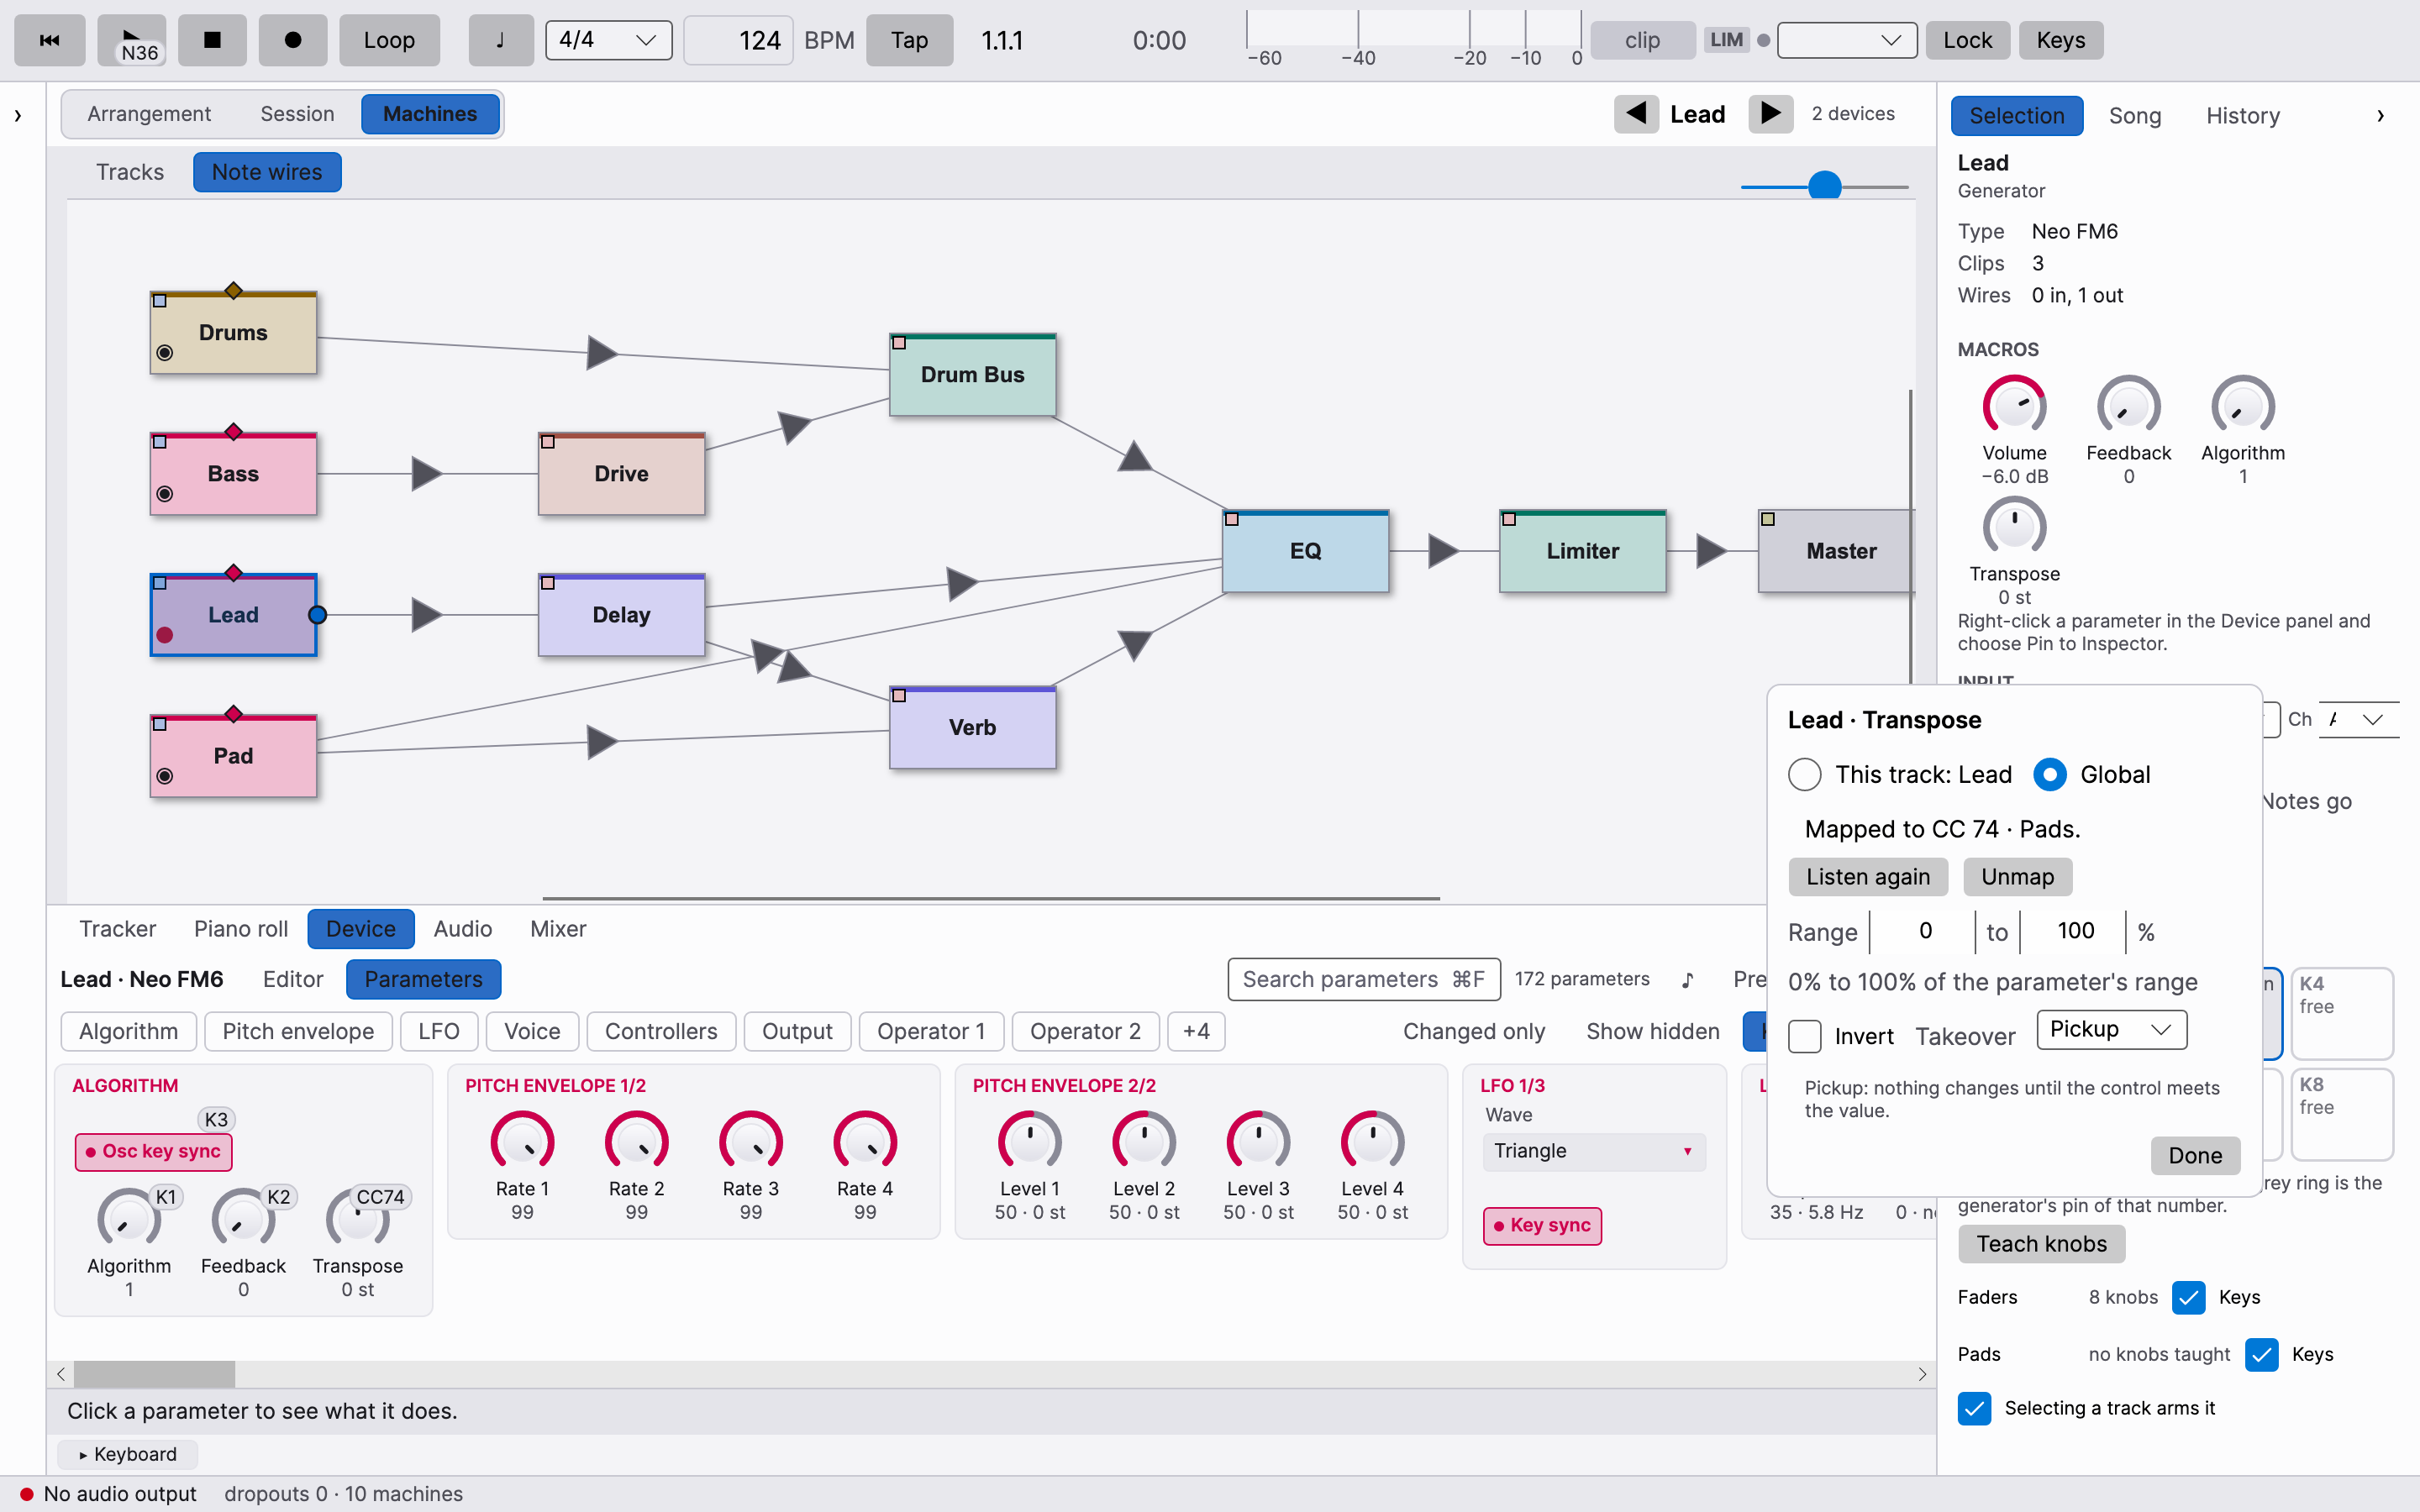 N36
Loop
4/4
124 BPM
Tap
1.1.1
0:00
−60 −40 −20 −10 0
clip
LIM
Lock
Keys
Arrangement Session Machines
Lead
2 devices
Selection Song History
Tracks Note wires
Lead
Generator
Type Neo FM6
Clips 3
Wires 0 in, 1 out
MACROS
Volume Feedback Algorithm
−6.0 dB 0 1
Transpose
0 st
Right-click a parameter in the Device panel and
choose Pin to Inspector.
INPUT
Ch
Notes go
Drums
Drum Bus
Bass
Drive
EQ
Limiter
Master
Lead
Delay
Pad
Verb
Lead · Transpose
This track: Lead Global
Mapped to CC 74 · Pads.
Listen again Unmap
Range 0 to 100 %
0% to 100% of the parameter's range
Invert Takeover Pickup
Pickup: nothing changes until the control meets
the value.
Done
Tracker Piano roll Device Audio Mixer
Lead · Neo FM6 Editor Parameters
Search parameters ⌘F
172 parameters
Pre
Algorithm Pitch envelope LFO Voice Controllers Output Operator 1 Operator 2 +4
Changed only Show hidden
ALGORITHM
K3
Osc key sync
K1 K2 CC74
Algorithm Feedback Transpose
1 0 0 st
PITCH ENVELOPE 1/2
Rate 1 Rate 2 Rate 3 Rate 4
99 99 99 99
PITCH ENVELOPE 2/2
Level 1 Level 2 Level 3 Level 4
50 · 0 st 50 · 0 st 50 · 0 st 50 · 0 st
LFO 1/3
Wave
Triangle
Key sync
35 · 5.8 Hz
K4
free
K8
free
grey ring is the
generator's pin of that number.
Teach knobs
Faders 8 knobs Keys
Pads no knobs taught Keys
Selecting a track arms it
Click a parameter to see what it does.
Keyboard
No audio output dropouts 0 · 10 machines